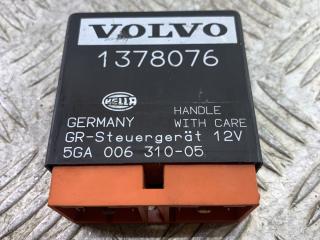 VOLVO
1378076
HELLA
HANDLE
GERMANY WITH CARE
GR-Steuergerät 12V
5GA 006 310-05